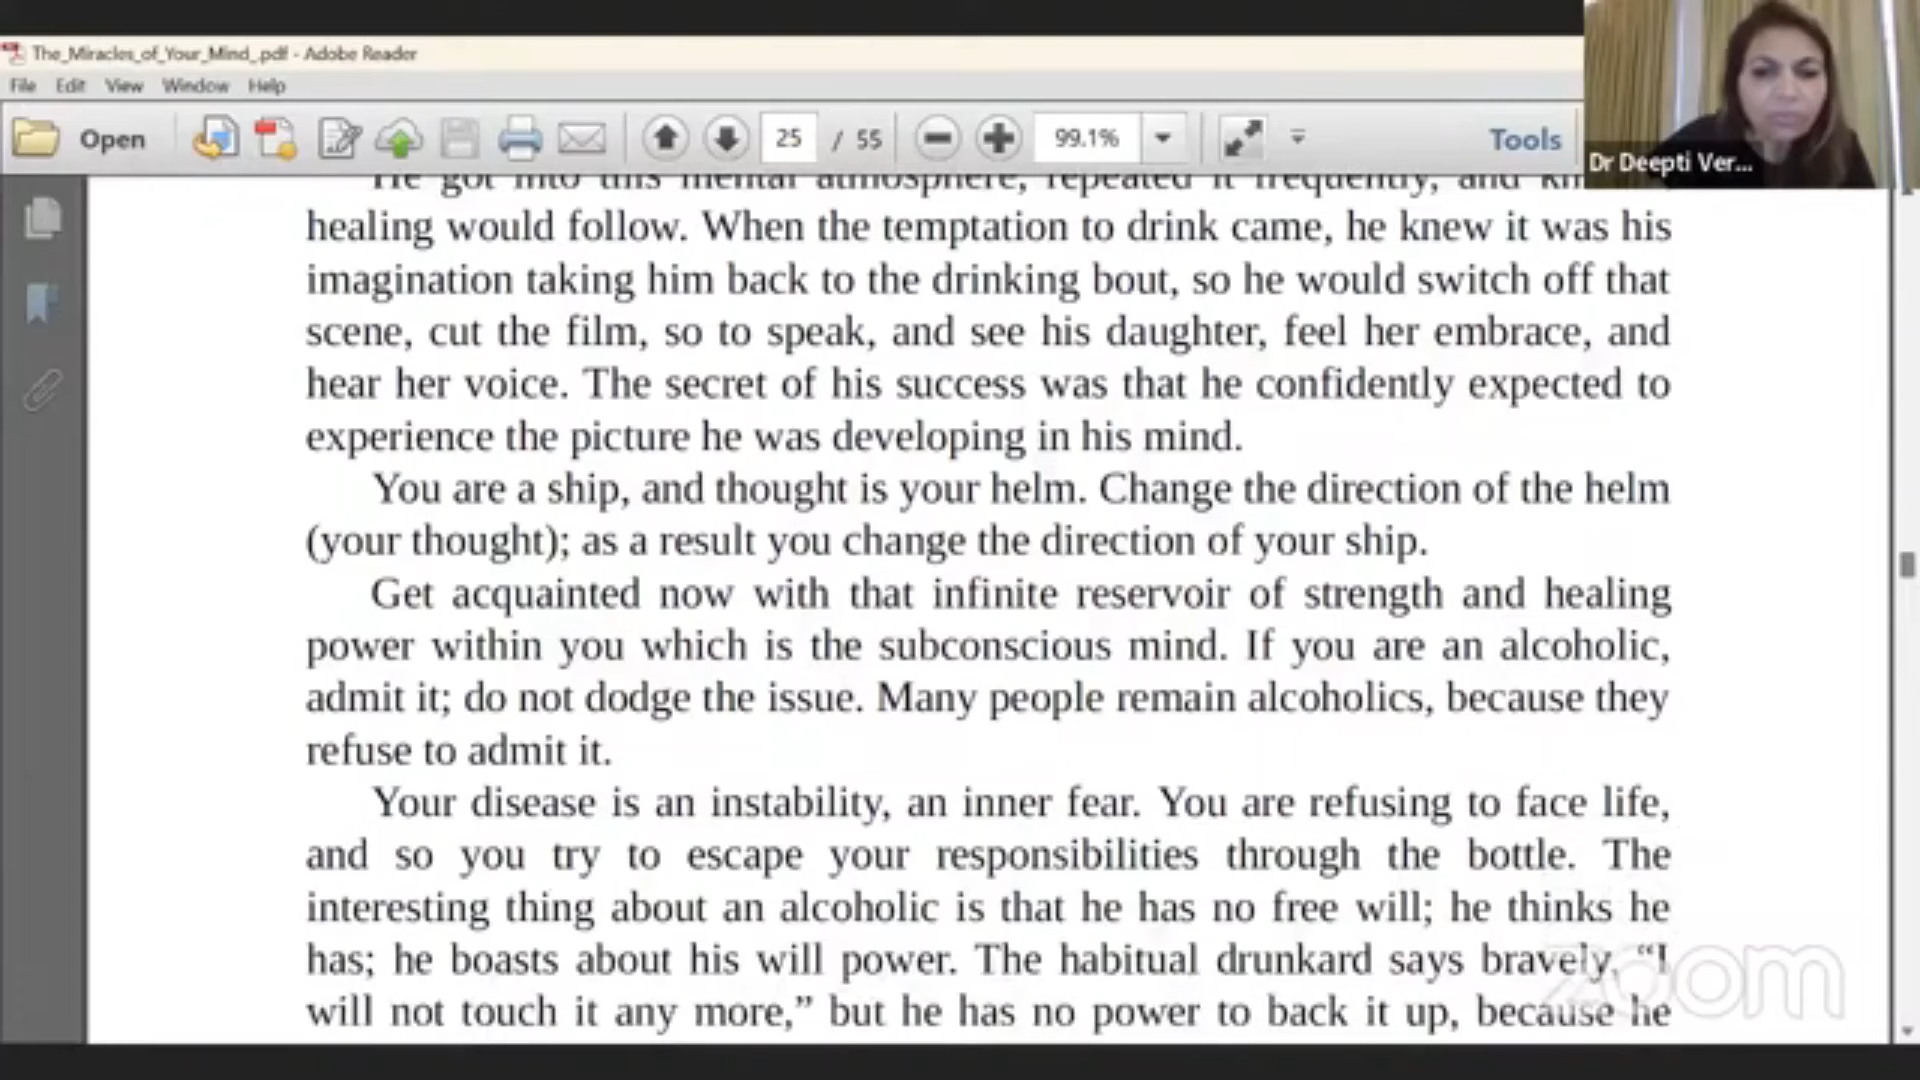 The_Miracles_of_Your_Mind_.pdf - Adobe Reader
File Edit View Window Help
Open 25 / 55 99.1% Tools
Dr Deepti Ver...
He got into this mental atmosphere, repeated it frequently, and
healing would follow. When the temptation to drink came, he knew it was his
imagination taking him back to the drinking bout, so he would switch off that
scene, cut the film, so to speak, and see his daughter, feel her embrace, and
hear her voice. The secret of his success was that he confidently expected to
experience the picture he was developing in his mind.
You are a ship, and thought is your helm. Change the direction of the helm
(your thought); as a result you change the direction of your ship.
Get acquainted now with that infinite reservoir of strength and healing
power within you which is the subconscious mind. If you are an alcoholic,
admit it; do not dodge the issue. Many people remain alcoholics, because they
refuse to admit it.
Your disease is an instability, an inner fear. You are refusing to face life,
and so you try to escape your responsibilities through the bottle. The
interesting thing about an alcoholic is that he has no free will; he thinks he
has; he boasts about his will power. The habitual drunkard says bravely, “I
will not touch it any more,” but he has no power to back it up, because he
zoom